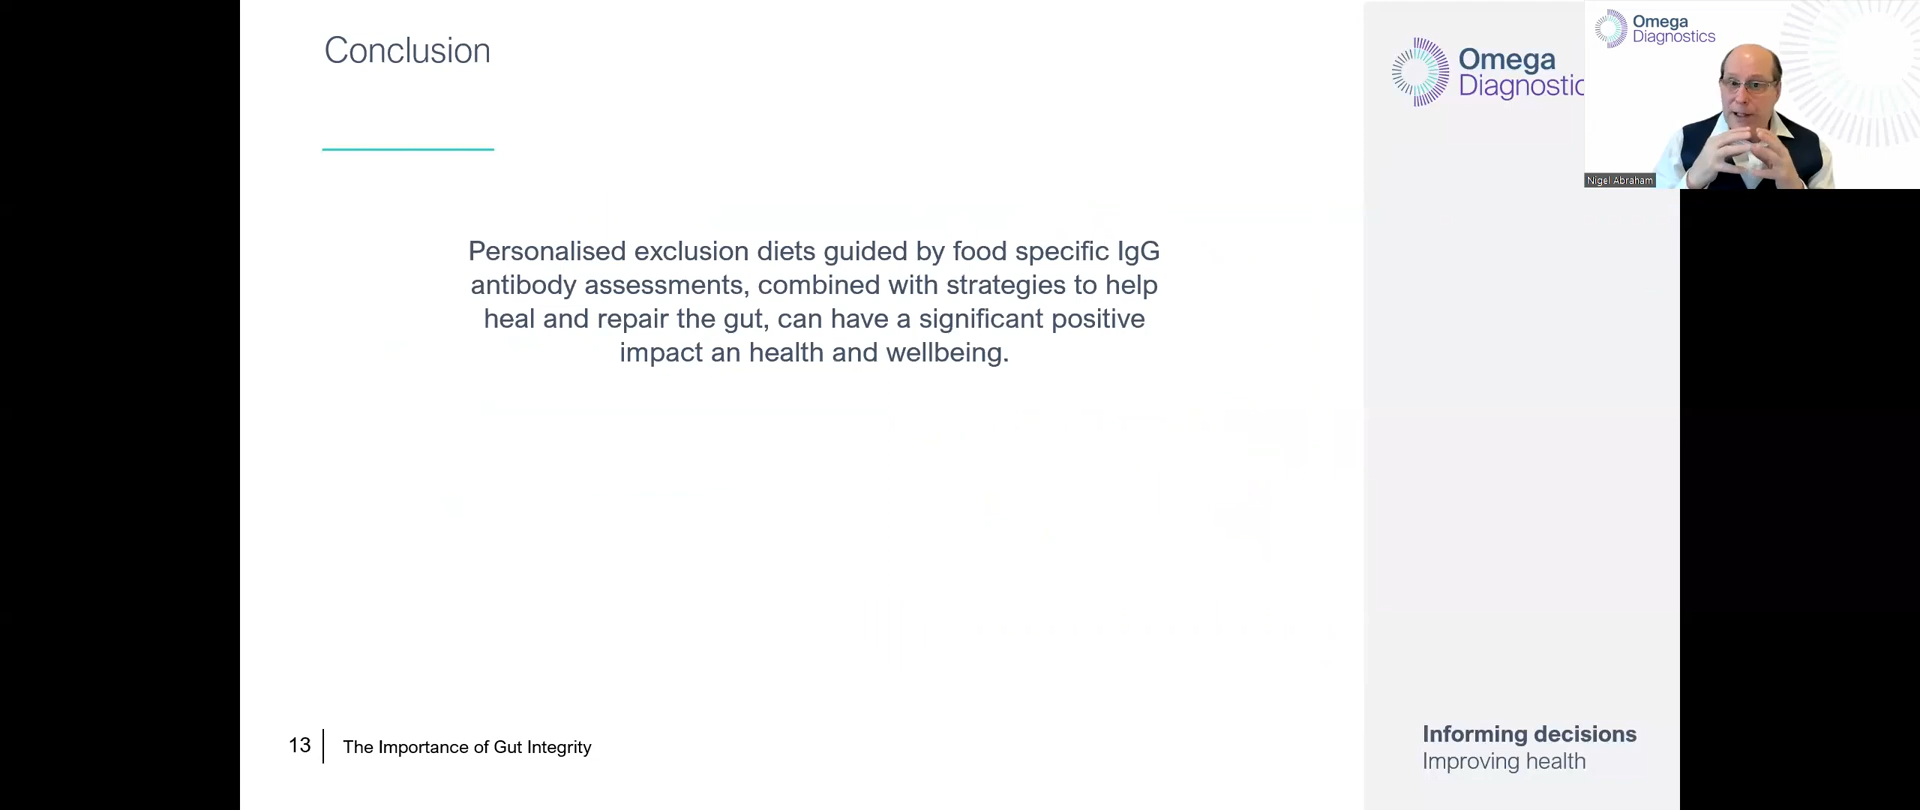 Conclusion
Omega
Diagnostic
Omega
Diagnostics
Nigel Abraham
Personalised exclusion diets guided by food specific IgG
antibody assessments, combined with strategies to help
heal and repair the gut, can have a significant positive
impact an health and wellbeing.
13
The Importance of Gut Integrity
Informing decisions
Improving health